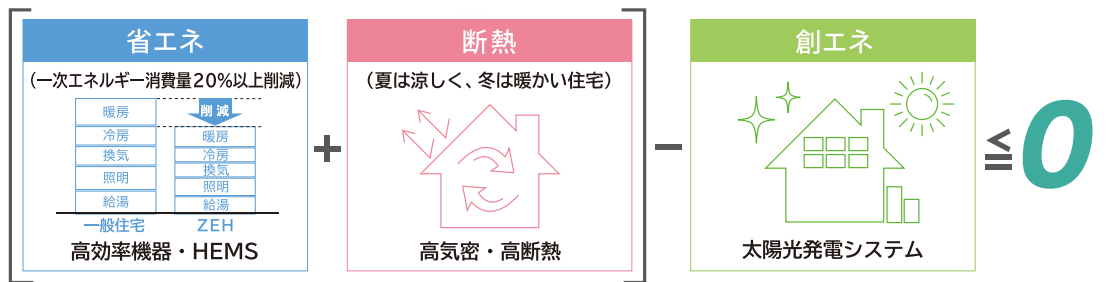 省エネ
(一次エネルギー消費量20%以上削減)
暖房
冷房
換気
照明
給湯
一般住宅
削減
暖房
冷房
換気
照明
給湯
ZEH
高効率機器・HEMS
+
断熱
(夏は涼しく、冬は暖かい住宅)
高気密・高断熱
−
創エネ
太陽光発電システム
≦0